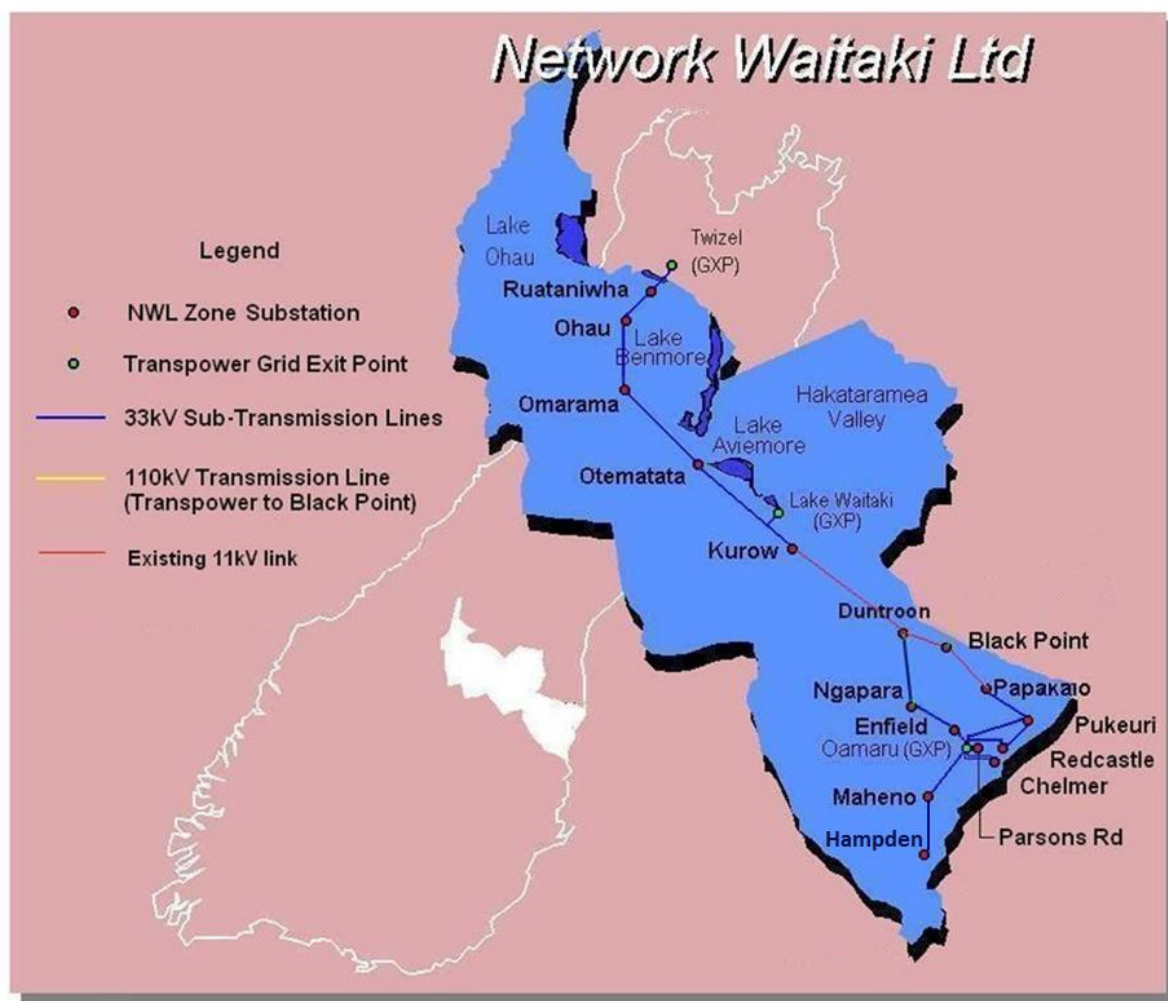 Network Waitaki Ltd
Legend
NWL Zone Substation
Transpower Grid Exit Point
33kV Sub-Transmission Lines
110kV Transmission Line
(Transpower to Black Point)
Existing 11kV link
Lake
Ohau
Twizel
(GXP)
Ruataniwha
Ohau
Lake
Benmore
Omarama
Hakataramea
Valley
Lake
Aviemore
Otematata
Lake Waitaki
(GXP)
Kurow
Duntroon
Black Point
Ngapara
Papakaio
Enfield
Pukeuri
Oamaru (GXP)
Redcastle
Chelmer
Maheno
Hampden
Parsons Rd